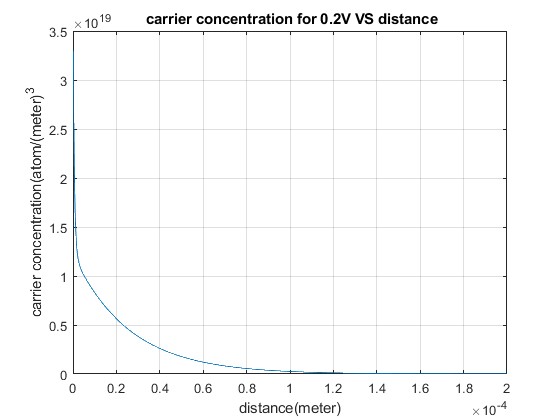 carrier concentration for 0.2V VS distance
×10^19
3.5
3
2.5
2
1.5
1
0.5
0
carrier concentration(atom/(meter)^3
0 0.2 0.4 0.6 0.8 1 1.2 1.4 1.6 1.8 2
×10^-4
distance(meter)